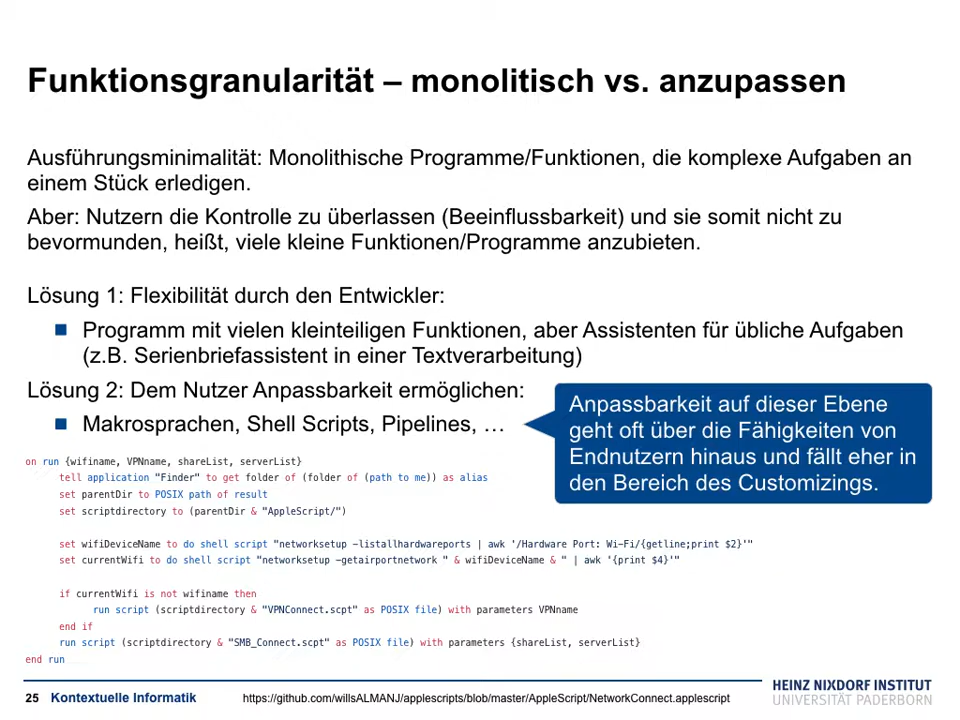 Funktionsgranularität – monolitisch vs. anzupassen
Ausführungsminimalität: Monolithische Programme/Funktionen, die komplexe Aufgaben an
einem Stück erledigen.
Aber: Nutzern die Kontrolle zu überlassen (Beeinflussbarkeit) und sie somit nicht zu
bevormunden, heißt, viele kleine Funktionen/Programme anzubieten.
Lösung 1: Flexibilität durch den Entwickler:
Programm mit vielen kleinteiligen Funktionen, aber Assistenten für übliche Aufgaben
(z.B. Serienbriefassistent in einer Textverarbeitung)
Lösung 2: Dem Nutzer Anpassbarkeit ermöglichen:
Makrosprachen, Shell Scripts, Pipelines, …
Anpassbarkeit auf dieser Ebene
geht oft über die Fähigkeiten von
Endnutzern hinaus und fällt eher in
den Bereich des Customizings.
on run {wifiname, VPNname, shareList, serverList}
tell application "Finder" to get folder of (folder of (path to me)) as alias
set parentDir to POSIX path of result
set scriptdirectory to (parentDir & "AppleScript/")
set wifiDeviceName to do shell script "networksetup -listallhardwareports | awk '/Hardware Port: Wi-Fi/{getline;print $2}'"
set currentWifi to do shell script "networksetup -getairportnetwork " & wifiDeviceName & " | awk '{print $4}'"
if currentWifi is not wifiname then
run script (scriptdirectory & "VPNConnect.scpt" as POSIX file) with parameters VPNname
end if
run script (scriptdirectory & "SMB_Connect.scpt" as POSIX file) with parameters {shareList, serverList}
end run
25 Kontextuelle Informatik https://github.com/willsALMANJ/applescripts/blob/master/AppleScript/NetworkConnect.applescript
HEINZ NIXDORF INSTITUT
UNIVERSITÄT PADERBORN